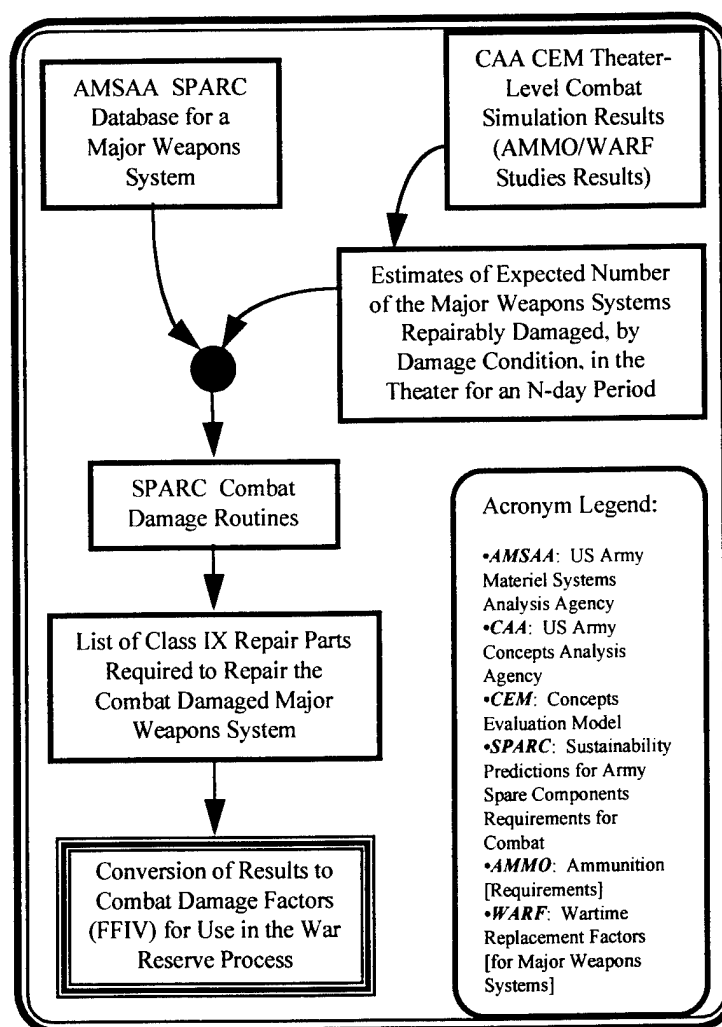 AMSAA SPARC
Database for a
Major Weapons
System
CAA CEM Theater-
Level Combat
Simulation Results
(AMMO/WARF
Studies Results)
Estimates of Expected Number
of the Major Weapons Systems
Repairably Damaged, by
Damage Condition, in the
Theater for an N-day Period
SPARC Combat
Damage Routines
List of Class IX Repair Parts
Required to Repair the
Combat Damaged Major
Weapons System
Conversion of Results to
Combat Damage Factors
(FFIV) for Use in the War
Reserve Process
Acronym Legend:
•AMSAA: US Army
Materiel Systems
Analysis Agency
•CAA: US Army
Concepts Analysis
Agency
•CEM: Concepts
Evaluation Model
•SPARC: Sustainability
Predictions for Army
Spare Components
Requirements for
Combat
•AMMO: Ammunition
[Requirements]
•WARF: Wartime
Replacement Factors
[for Major Weapons
Systems]